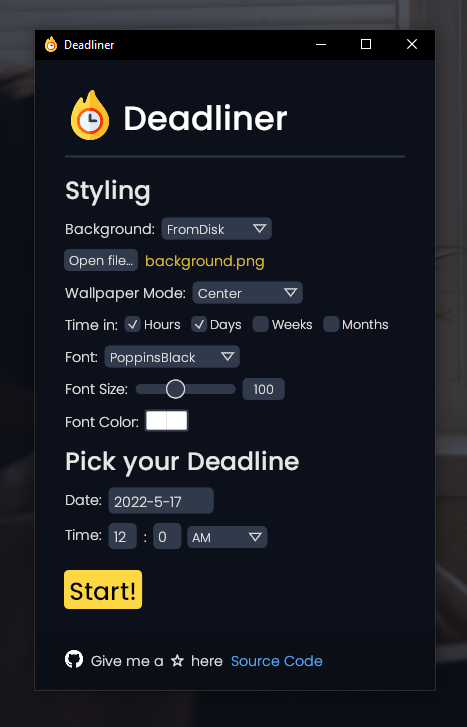 Deadliner
Deadliner
Styling
Background: FromDisk
Open file... background.png
Wallpaper Mode: Center
Time in: Hours Days Weeks Months
Font: PoppinsBlack
Font Size: 100
Font Color:
Pick your Deadline
Date: 2022-5-17
Time: 12 : 0 AM
Start!
Give me a ☆ here Source Code